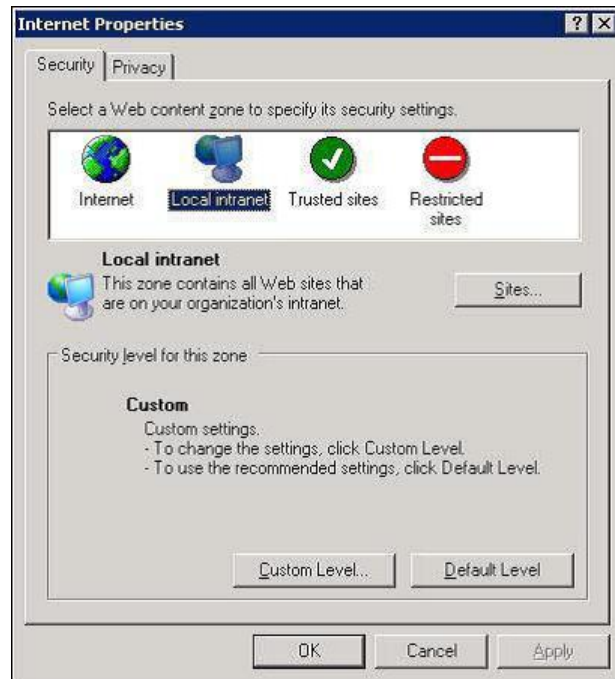 Internet Properties
Security Privacy
Select a Web content zone to specify its security settings.
Internet Local intranet Trusted sites Restricted
sites
Local intranet
This zone contains all Web sites that
are on your organization's intranet.
Sites...
Security level for this zone
Custom
Custom settings.
- To change the settings, click Custom Level.
- To use the recommended settings, click Default Level.
Custom Level... Default Level
OK Cancel Apply